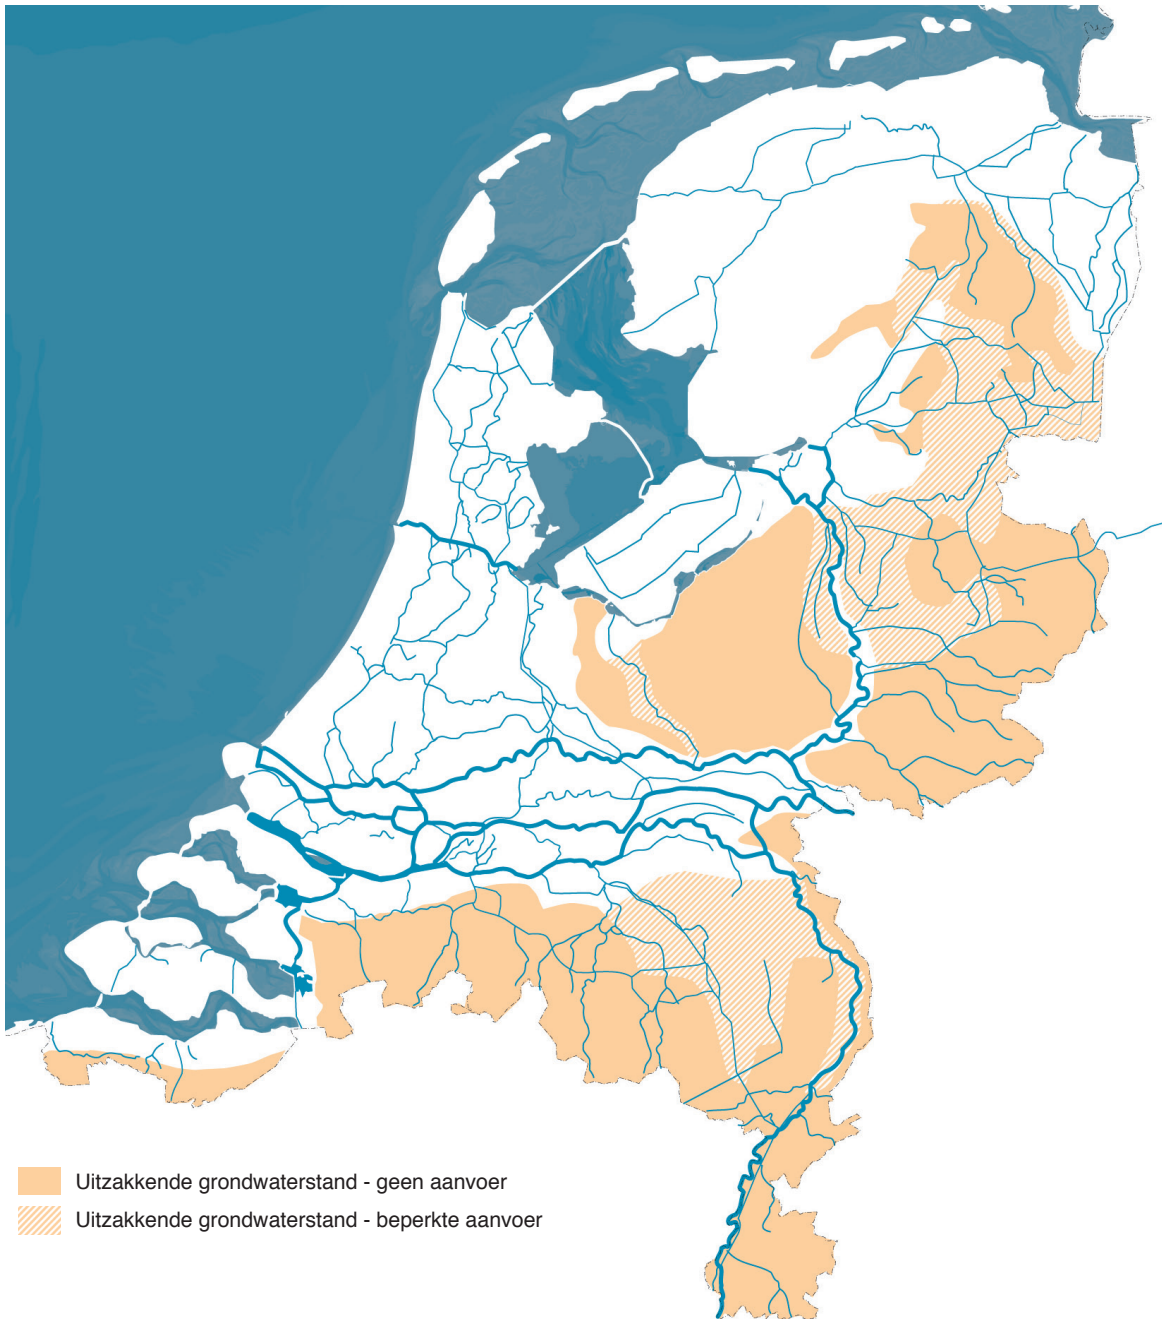 Uitzakkende grondwaterstand - geen aanvoer
Uitzakkende grondwaterstand - beperkte aanvoer